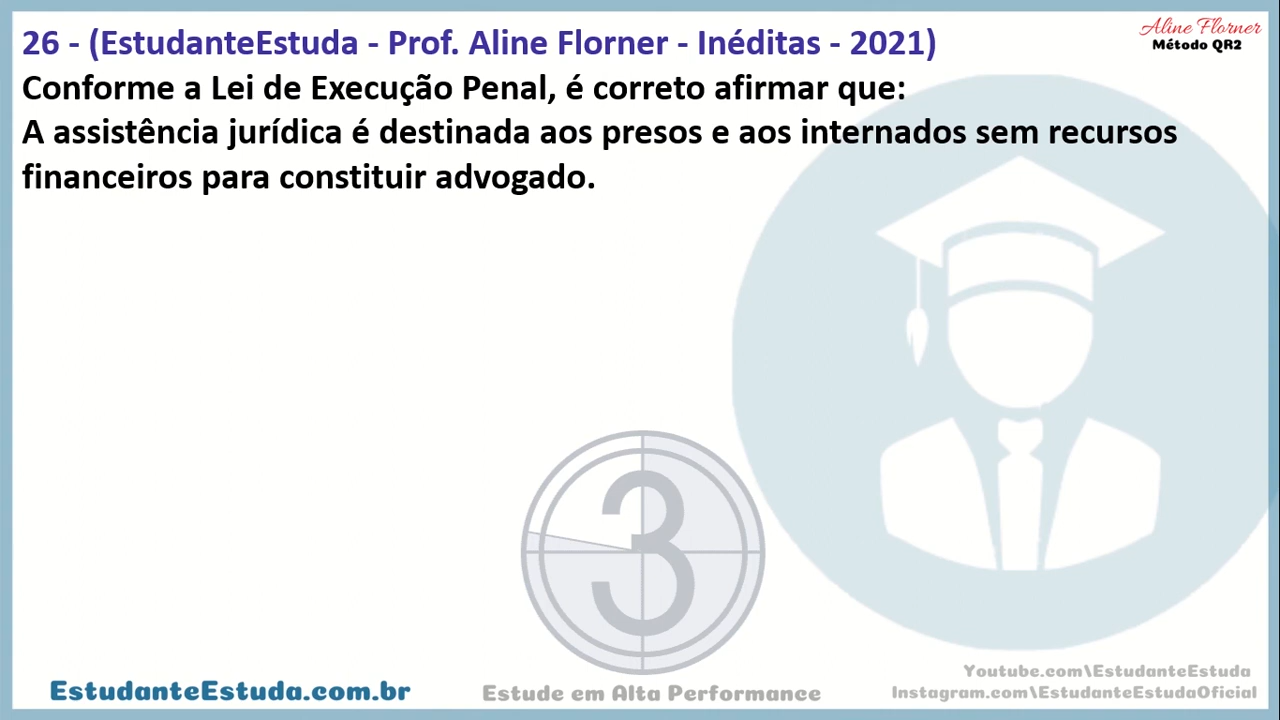 26 - (EstudanteEstuda - Prof. Aline Florner - Inéditas - 2021)
Aline Florner
Método QR2
Conforme a Lei de Execução Penal, é correto afirmar que:
A assistência jurídica é destinada aos presos e aos internados sem recursos
financeiros para constituir advogado.
3
Youtube.com\EstudanteEstuda
EstudanteEstuda.com.br
Estude em Alta Performance
Instagram.com\EstudanteEstudaOficial